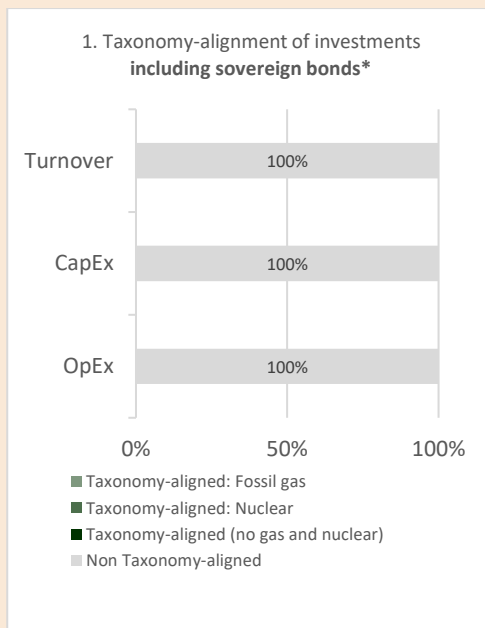 1. Taxonomy-alignment of investments
including sovereign bonds*
Turnover
100%
CapEx
100%
OpEx
100%
0%
50%
100%
Taxonomy-aligned: Fossil gas
Taxonomy-aligned: Nuclear
Taxonomy-aligned (no gas and nuclear)
Non Taxonomy-aligned